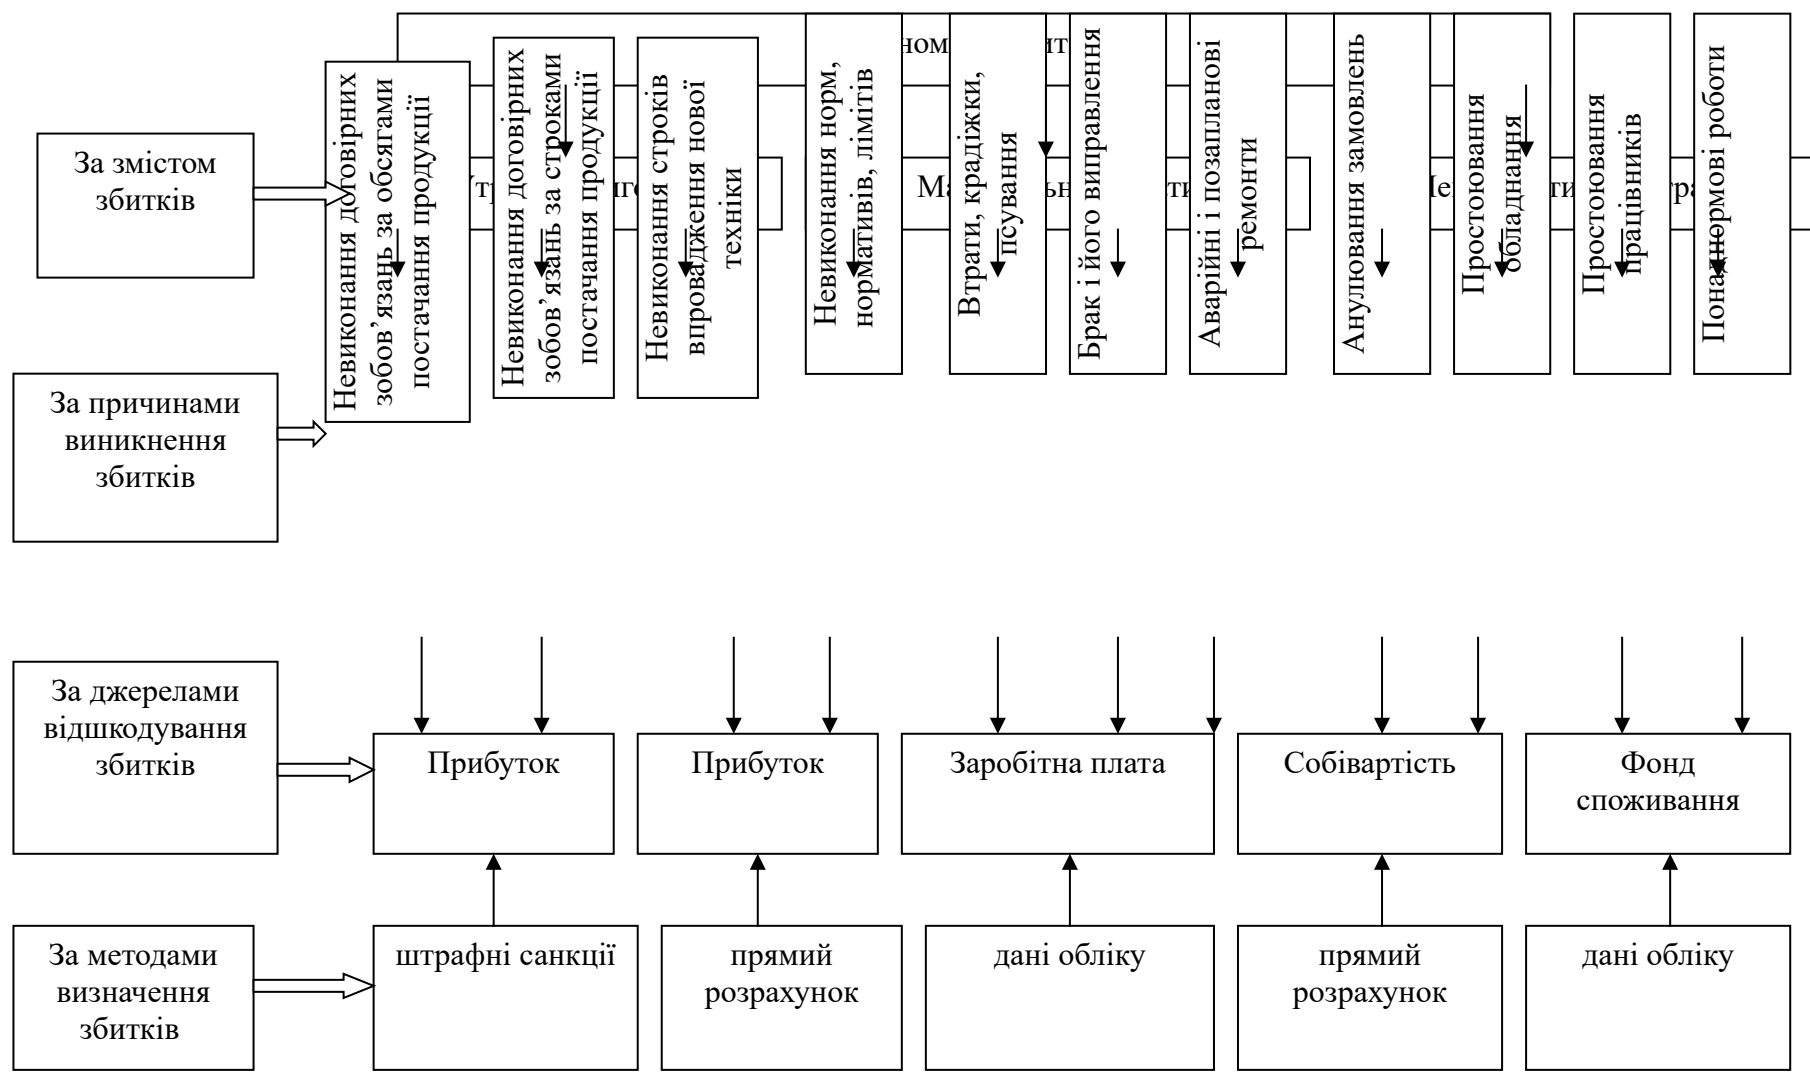 За змістом
збитків
Невиконання договірних
зобов’язань за обсягами
постачання продукції
Невиконання договірних
зобов’язань за строками
постачання продукції
Невиконання строків
впровадження нової
техніки
Невиконання норм,
нормативів, лімітів
Втрати, крадіжки,
псування
Брак і його виправлення
Аварійні і позапланові
ремонти
Анулювання замовлень
Простоювання
обладнання
Простоювання
працівників
Понаднормові роботи
За причинами
виникнення
збитків
За джерелами
відшкодування
збитків
Прибуток
Прибуток
Заробітна плата
Собівартість
Фонд
споживання
За методами
визначення
збитків
штрафні санкції
прямий
розрахунок
дані обліку
прямий
розрахунок
дані обліку